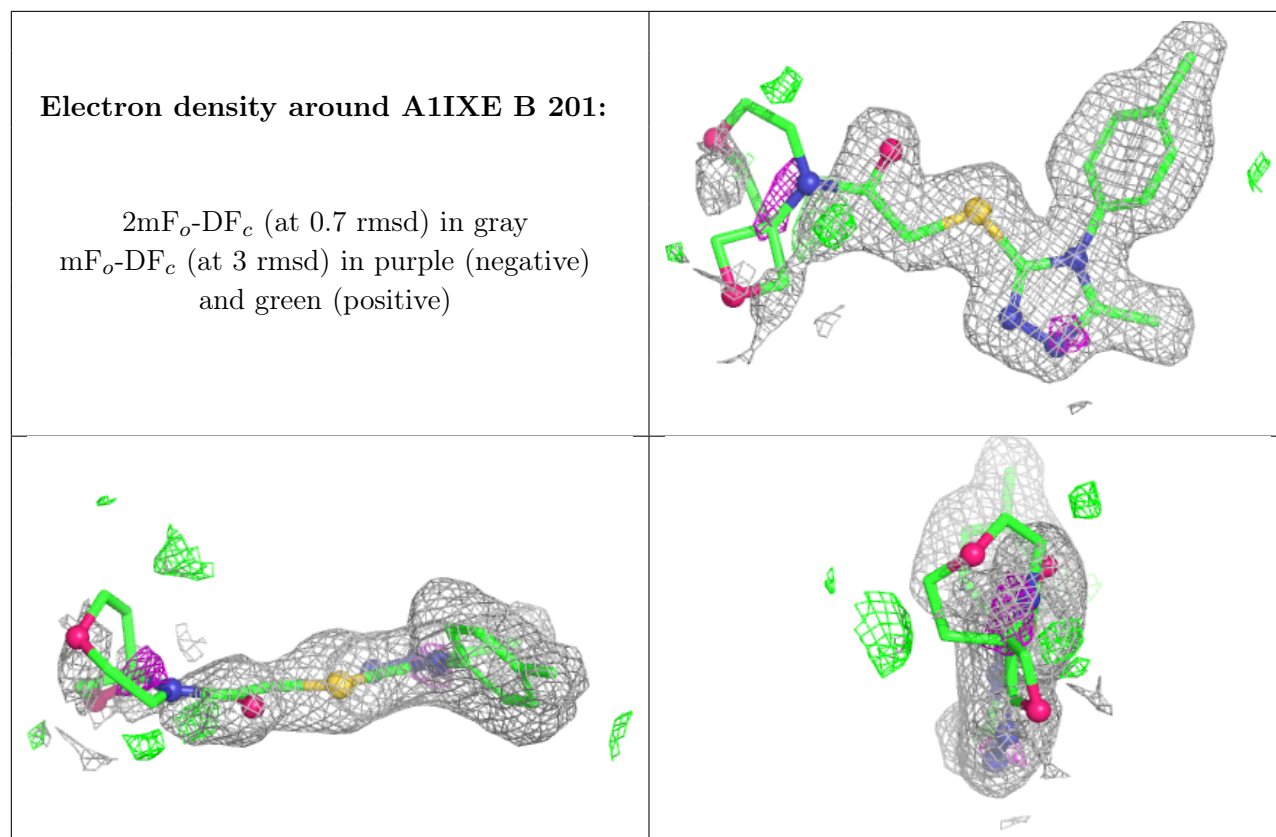 Electron density around A1IXE B 201:
2mFₒ-DF𝒸 (at 0.7 rmsd) in gray
mFₒ-DF𝒸 (at 3 rmsd) in purple (negative)
and green (positive)